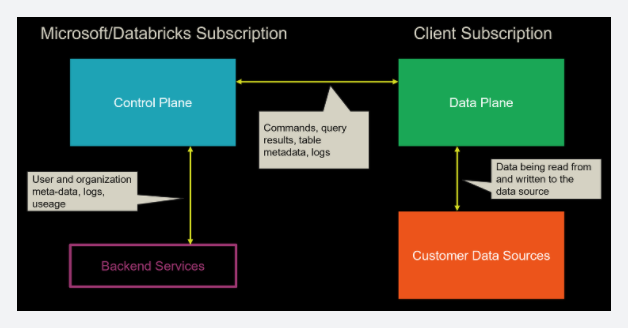 Microsoft/Databricks Subscription
Client Subscription
Control Plane
Data Plane
Commands, query
results, table
metadata, logs
User and organization
meta-data, logs,
useage
Data being read from
and written to the
data source
Backend Services
Customer Data Sources